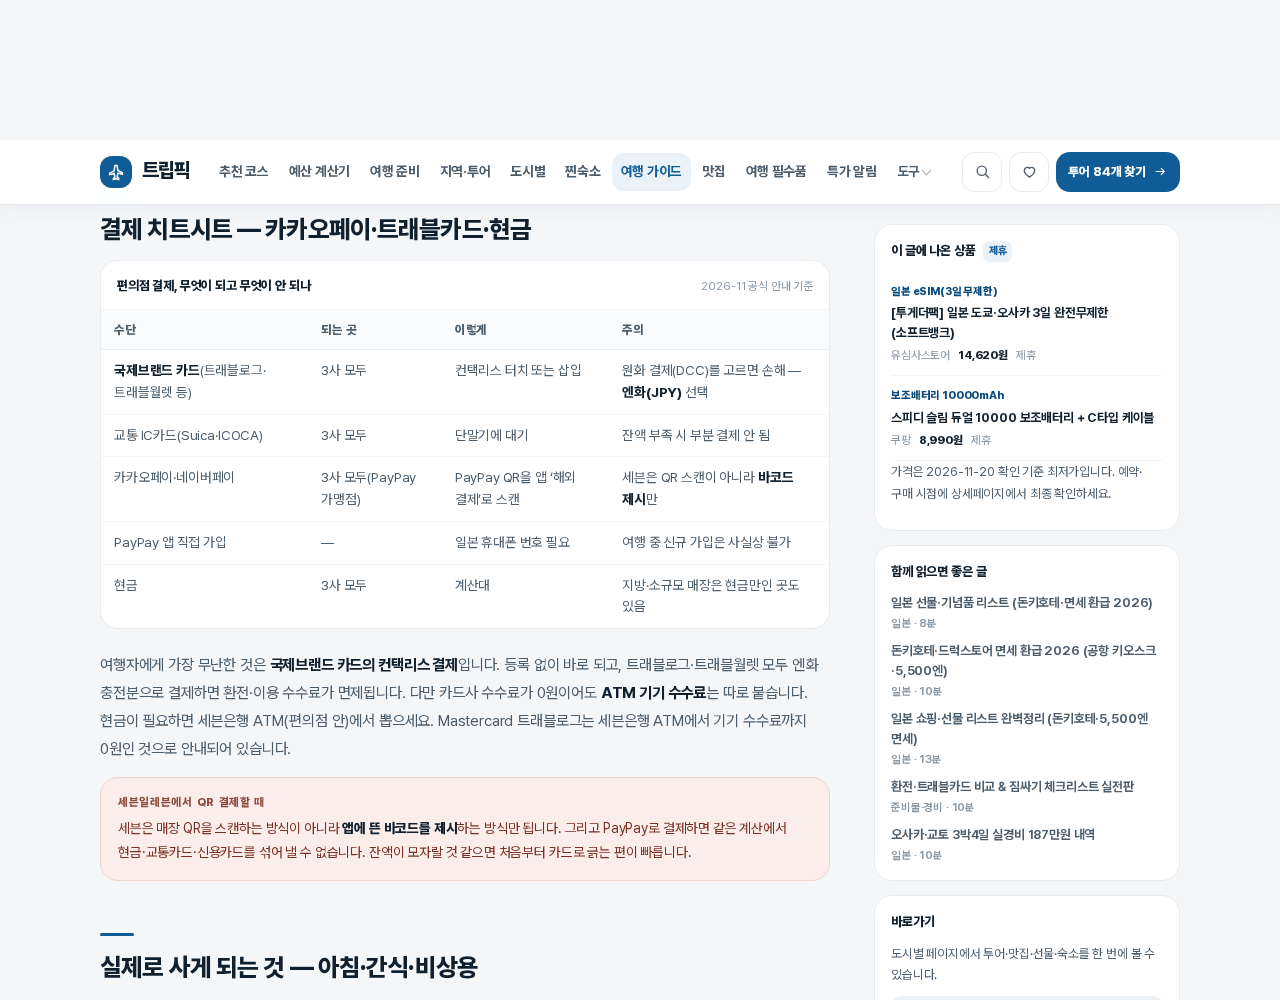 트립픽
추천 코스 예산 계산기 여행 준비 지역·투어 도시별 찐숙소 여행 가이드 맛집 여행 필수품 특가 알림 도구
투어 84개 찾기 →
결제 치트시트 — 카카오페이·트래블카드·현금
편의점 결제, 무엇이 되고 무엇이 안 되나 2026-11 공식 안내 기준
수단 되는 곳 이렇게 주의
국제브랜드 카드(트래블로그·
트래블월렛 등)
3사 모두
컨택리스 터치 또는 삽입
원화 결제(DCC)를 고르면 손해 —
엔화(JPY) 선택
교통 IC카드(Suica·ICOCA) 3사 모두 단말기에 대기 잔액 부족 시 부분 결제 안 됨
카카오페이·네이버페이
3사 모두(PayPay
가맹점)
PayPay QR을 앱 '해외
결제'로 스캔
세븐은 QR 스캔이 아니라 바코드
제시만
PayPay 앱 직접 가입 — 일본 휴대폰 번호 필요 여행 중 신규 가입은 사실상 불가
현금 3사 모두 계산대
지방·소규모 매장은 현금만인 곳도
있음
여행자에게 가장 무난한 것은 국제브랜드 카드의 컨택리스 결제입니다. 등록 없이 바로 되고, 트래블로그·트래블월렛 모두 엔화
충전분으로 결제하면 환전·이용 수수료가 면제됩니다. 다만 카드사 수수료가 0원이어도 ATM 기기 수수료는 따로 붙습니다.
현금이 필요하면 세븐은행 ATM(편의점 안)에서 뽑으세요. Mastercard 트래블로그는 세븐은행 ATM에서 기기 수수료까지
0원인 것으로 안내되어 있습니다.
세븐일레븐에서 QR 결제할 때
세븐은 매장 QR을 스캔하는 방식이 아니라 앱에 뜬 바코드를 제시하는 방식만 됩니다. 그리고 PayPay로 결제하면 같은 계산에서
현금·교통카드·신용카드를 섞어 낼 수 없습니다. 잔액이 모자랄 것 같으면 처음부터 카드로 긁는 편이 빠릅니다.
실제로 사게 되는 것 — 아침·간식·비상용
이 글에 나온 상품 제휴
일본 eSIM(3일 무제한)
[투게더팩] 일본 도쿄·오사카 3일 완전무제한
(소프트뱅크)
유심사스토어 14,620원 제휴
보조배터리 10000mAh
스피디 슬림 듀얼 10000 보조배터리 + C타입 케이블
쿠팡 8,990원 제휴
가격은 2026-11-20 확인 기준 최저가입니다. 예약·
구매 시점에 상세페이지에서 최종 확인하세요.
함께 읽으면 좋은 글
일본 선물·기념품 리스트 (돈키호테·면세 환급 2026)
일본 · 8분
돈키호테·드럭스토어 면세 환급 2026 (공항 키오스크
·5,500엔)
일본 · 10분
일본 쇼핑·선물 리스트 완벽정리 (돈키호테·5,500엔
면세)
일본 · 13분
환전·트래블카드 비교 & 짐싸기 체크리스트 실전판
준비물·경비 · 10분
오사카·교토 3박4일 실경비 187만원 내역
일본 · 10분
바로가기
도시별 페이지에서 투어·맛집·선물·숙소를 한 번에 볼 수
있습니다.